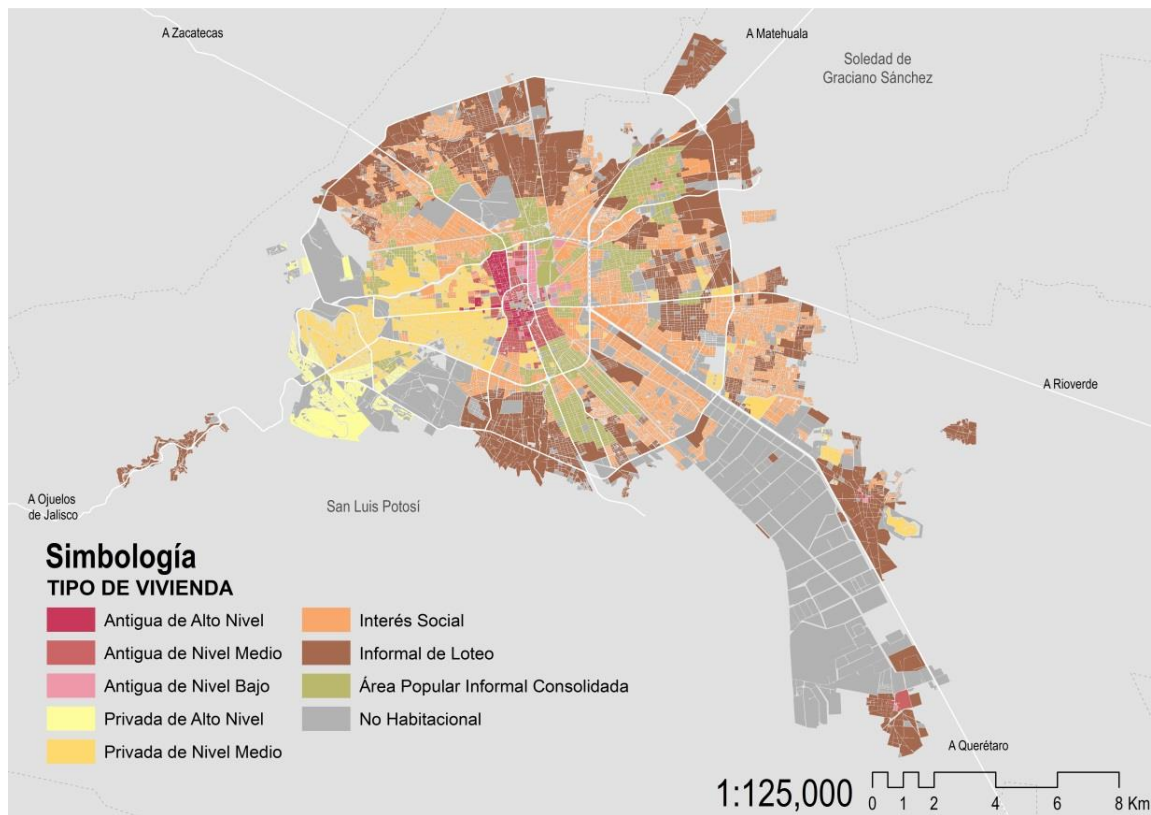 A Zacatecas
A Matehuala
Soledad de
Graciano Sánchez
A Rioverde
A Ojuelos
de Jalisco
San Luis Potosí
Simbología
TIPO DE VIVIENDA
Antigua de Alto Nivel
Antigua de Nivel Medio
Antigua de Nivel Bajo
Privada de Alto Nivel
Privada de Nivel Medio
Interés Social
Informal de Loteo
Área Popular Informal Consolidada
No Habitacional
A Querétaro
1:125,000
0 1 2 4 6 8 Km